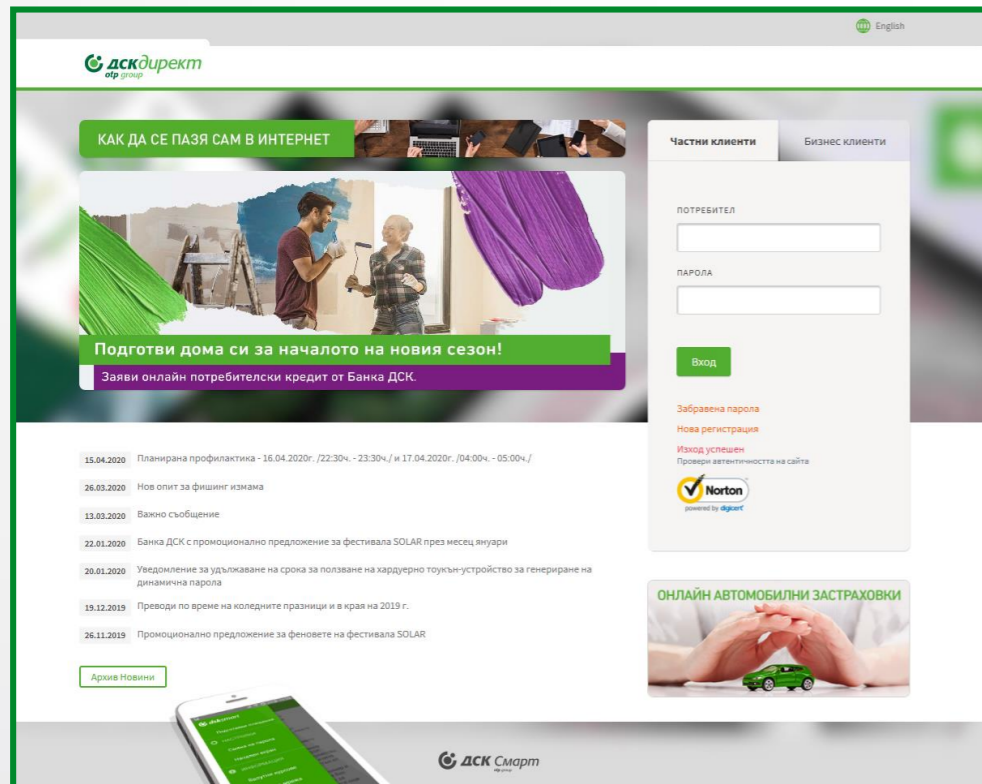 English
ДСКдирект
otp group
КАК ДА СЕ ПАЗЯ САМ В ИНТЕРНЕТ
Подготви дома си за началото на новия сезон!
Заяви онлайн потребителски кредит от Банка ДСК.
Частни клиенти
Бизнес клиенти
ПОТРЕБИТЕЛ
ПАРОЛА
Вход
Забравена парола
Нова регистрация
Изход успешен
Провери автентичността на сайта
Norton
powered by digicert
15.04.2020 Планирана профилактика - 16.04.2020г. /22:30ч. - 23:30ч./ и 17.04.2020г. /04:00ч. - 05:00ч./
26.03.2020 Нов опит за фишинг измама
13.03.2020 Важно съобщение
22.01.2020 Банка ДСК с промоционално предложение за фестивала SOLAR през месец януари
20.01.2020 Уведомление за удължаване на срока за ползване на хардуерно тоукън-устройство за генериране на
динамична парола
19.12.2019 Преводи по време на коледните празници и в края на 2019 г.
26.11.2019 Промоционално предложение за феновете на фестивала SOLAR
Архив Новини
ОНЛАЙН АВТОМОБИЛНИ ЗАСТРАХОВКИ
ДСК Смарт
otp group